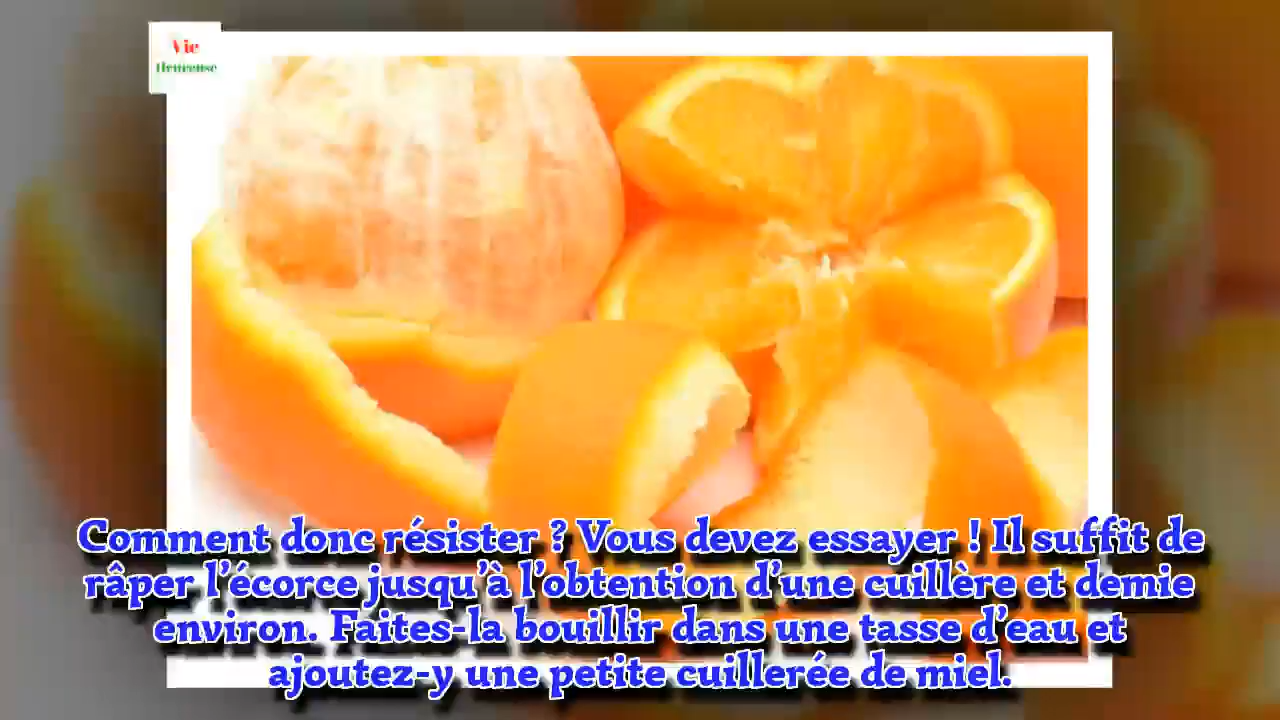 Vie
Heureuse
Comment donc résister ? Vous devez essayer ! Il suffit de
râper l'écorce jusqu'à l'obtention d'une cuillère et demie
environ. Faites-la bouillir dans une tasse d'eau et
ajoutez-y une petite cuillerée de miel.